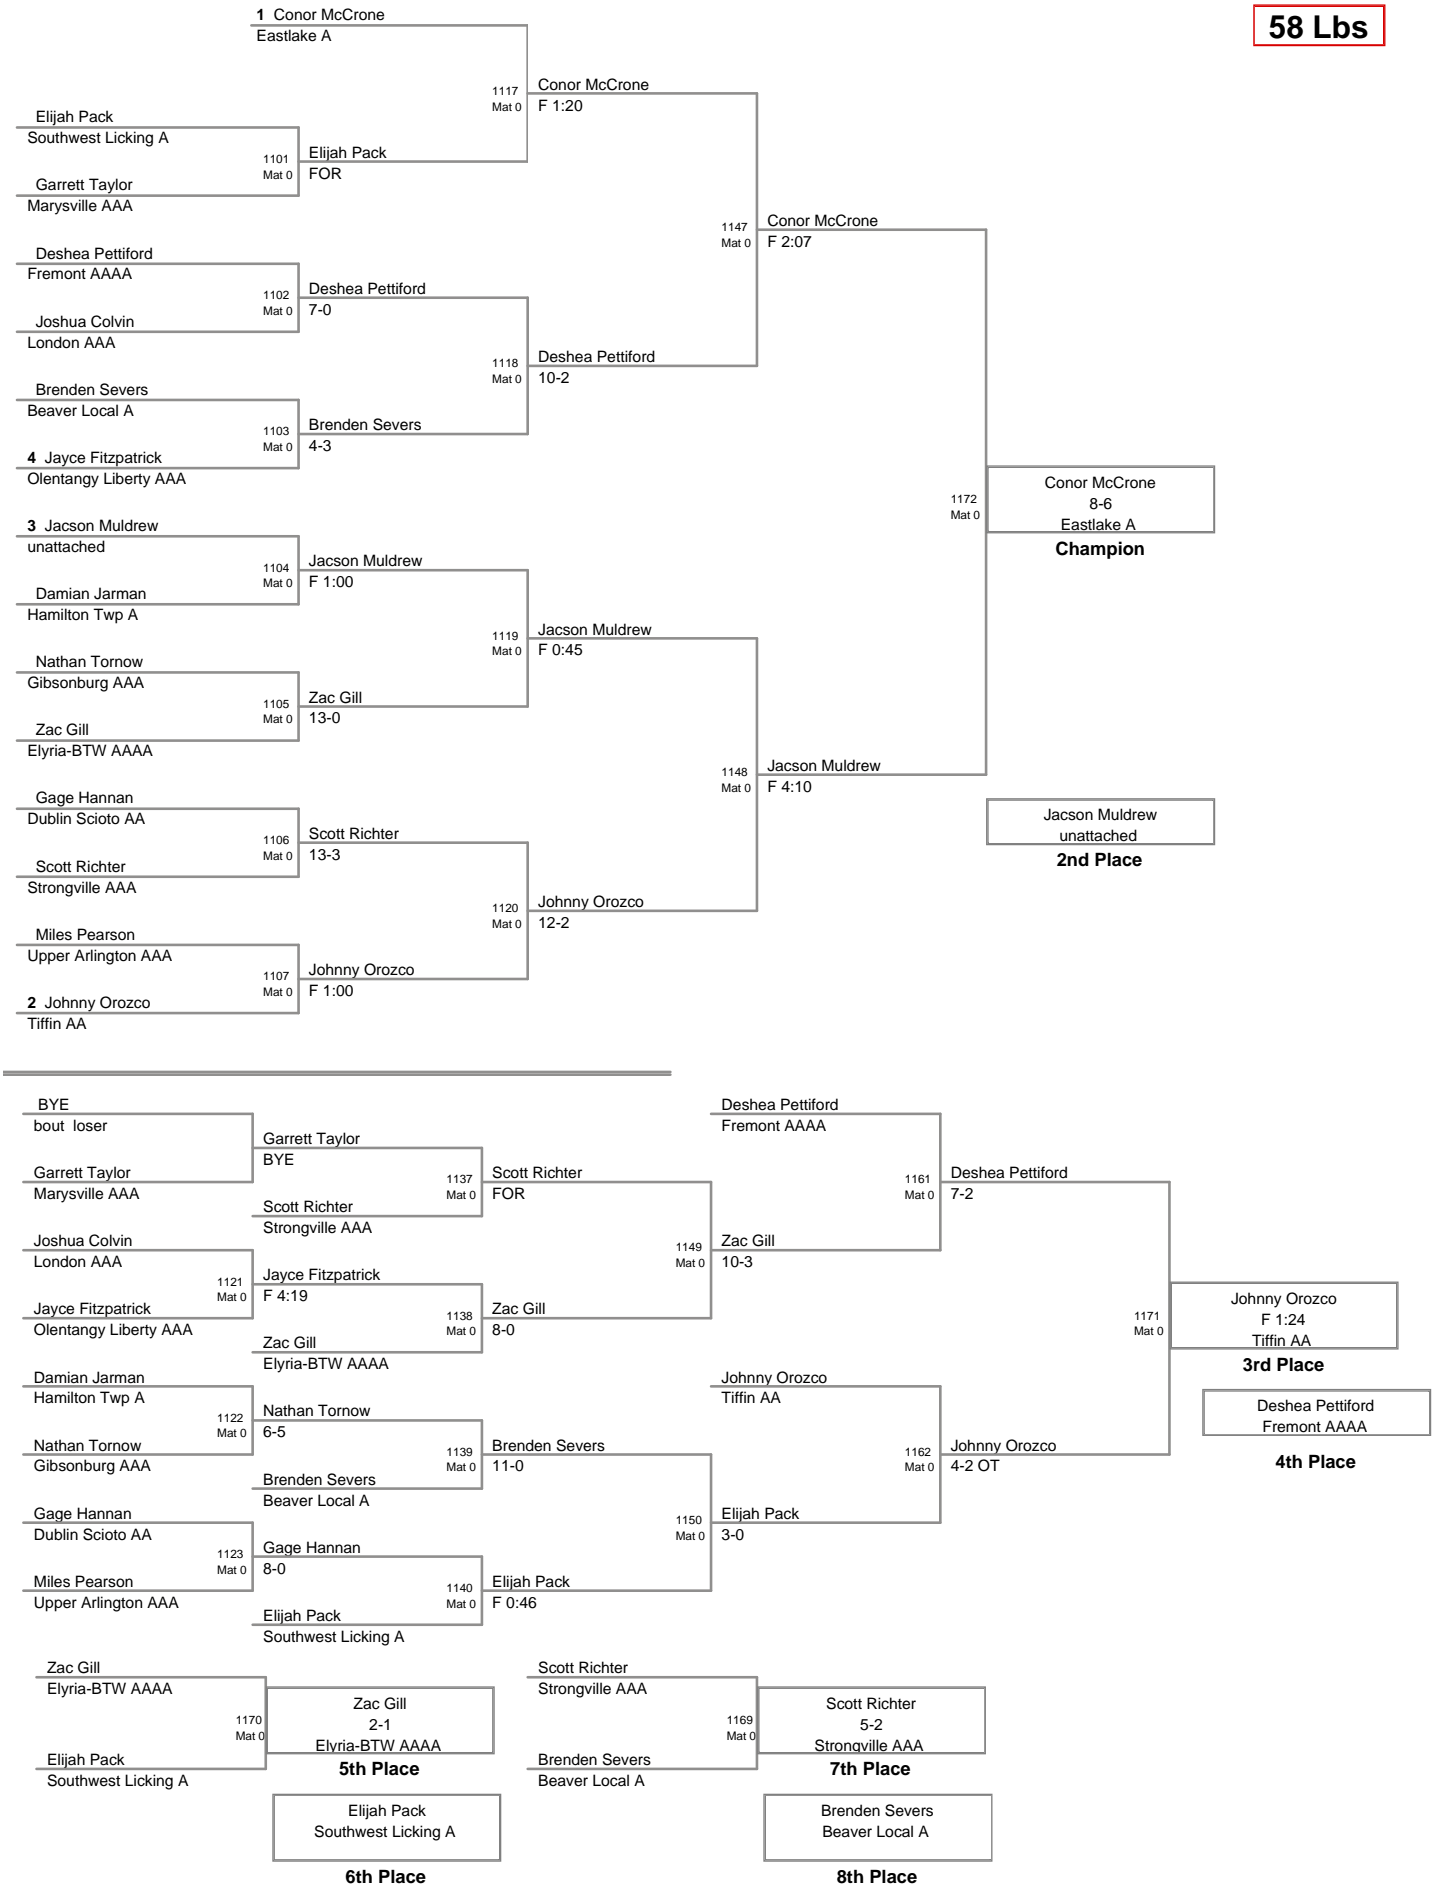 58 Lbs
1 Conor McCrone
Eastlake A
1117
Mat 0
Conor McCrone
F 1:20
Elijah Pack
Southwest Licking A
1101
Mat 0
Elijah Pack
FOR
Garrett Taylor
Marysville AAA
1147
Mat 0
Conor McCrone
F 2:07
Deshea Pettiford
Fremont AAAA
1102
Mat 0
Deshea Pettiford
7-0
Joshua Colvin
London AAA
1118
Mat 0
Deshea Pettiford
10-2
Brenden Severs
Beaver Local A
1103
Mat 0
Brenden Severs
4-3
4 Jayce Fitzpatrick
Olentangy Liberty AAA
1172
Mat 0
Conor McCrone
8-6
Eastlake A
Champion
3 Jacson Muldrew
unattached
1104
Mat 0
Jacson Muldrew
F 1:00
Damian Jarman
Hamilton Twp A
1119
Mat 0
Jacson Muldrew
F 0:45
Nathan Tornow
Gibsonburg AAA
1105
Mat 0
Zac Gill
13-0
Zac Gill
Elyria-BTW AAAA
1148
Mat 0
Jacson Muldrew
F 4:10
Jacson Muldrew
unattached
2nd Place
Gage Hannan
Dublin Scioto AA
1106
Mat 0
Scott Richter
13-3
Scott Richter
Strongville AAA
1120
Mat 0
Johnny Orozco
12-2
Miles Pearson
Upper Arlington AAA
1107
Mat 0
Johnny Orozco
F 1:00
2 Johnny Orozco
Tiffin AA
BYE
bout loser
Garrett Taylor
BYE
Garrett Taylor
Marysville AAA
1137
Mat 0
Scott Richter
FOR
Scott Richter
Strongville AAA
Deshea Pettiford
Fremont AAAA
1161
Mat 0
Deshea Pettiford
7-2
Joshua Colvin
London AAA
1121
Mat 0
Jayce Fitzpatrick
F 4:19
Jayce Fitzpatrick
Olentangy Liberty AAA
1149
Mat 0
Zac Gill
10-3
1138
Mat 0
Zac Gill
8-0
Zac Gill
Elyria-BTW AAAA
1171
Mat 0
Johnny Orozco
F 1:24
Tiffin AA
3rd Place
Deshea Pettiford
Fremont AAAA
4th Place
Damian Jarman
Hamilton Twp A
1122
Mat 0
Nathan Tornow
6-5
Nathan Tornow
Gibsonburg AAA
1139
Mat 0
Brenden Severs
11-0
Brenden Severs
Beaver Local A
Johnny Orozco
Tiffin AA
1162
Mat 0
Johnny Orozco
4-2 OT
Gage Hannan
Dublin Scioto AA
1123
Mat 0
Gage Hannan
8-0
Miles Pearson
Upper Arlington AAA
1150
Mat 0
Elijah Pack
3-0
1140
Mat 0
Elijah Pack
F 0:46
Elijah Pack
Southwest Licking A
Zac Gill
Elyria-BTW AAAA
1170
Mat 0
Zac Gill
2-1
Elyria-BTW AAAA
5th Place
Elijah Pack
Southwest Licking A
Elijah Pack
Southwest Licking A
6th Place
Scott Richter
Strongville AAA
1169
Mat 0
Scott Richter
5-2
Strongville AAA
7th Place
Brenden Severs
Beaver Local A
Brenden Severs
Beaver Local A
8th Place